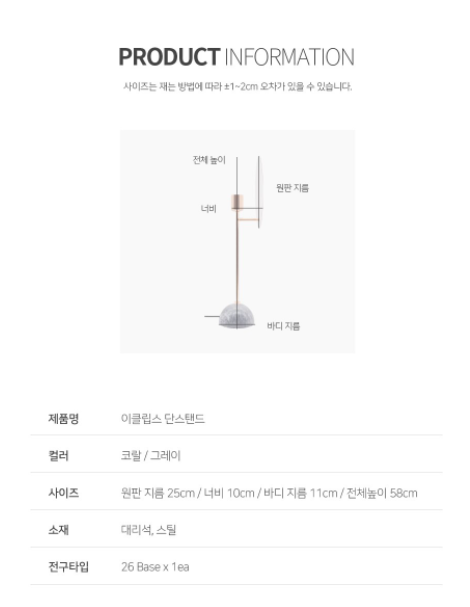 PRODUCT INFORMATION
사이즈는 재는 방법에 따라 ±1~2cm 오차가 있을 수 있습니다.
전체 높이
원판 지름
너비
바디 지름
제품명 이클립스 단스탠드
컬러 코랄 / 그레이
사이즈 원판 지름 25cm / 너비 10cm / 바디 지름 11cm / 전체높이 58cm
소재 대리석, 스틸
전구타입 26 Base x 1ea